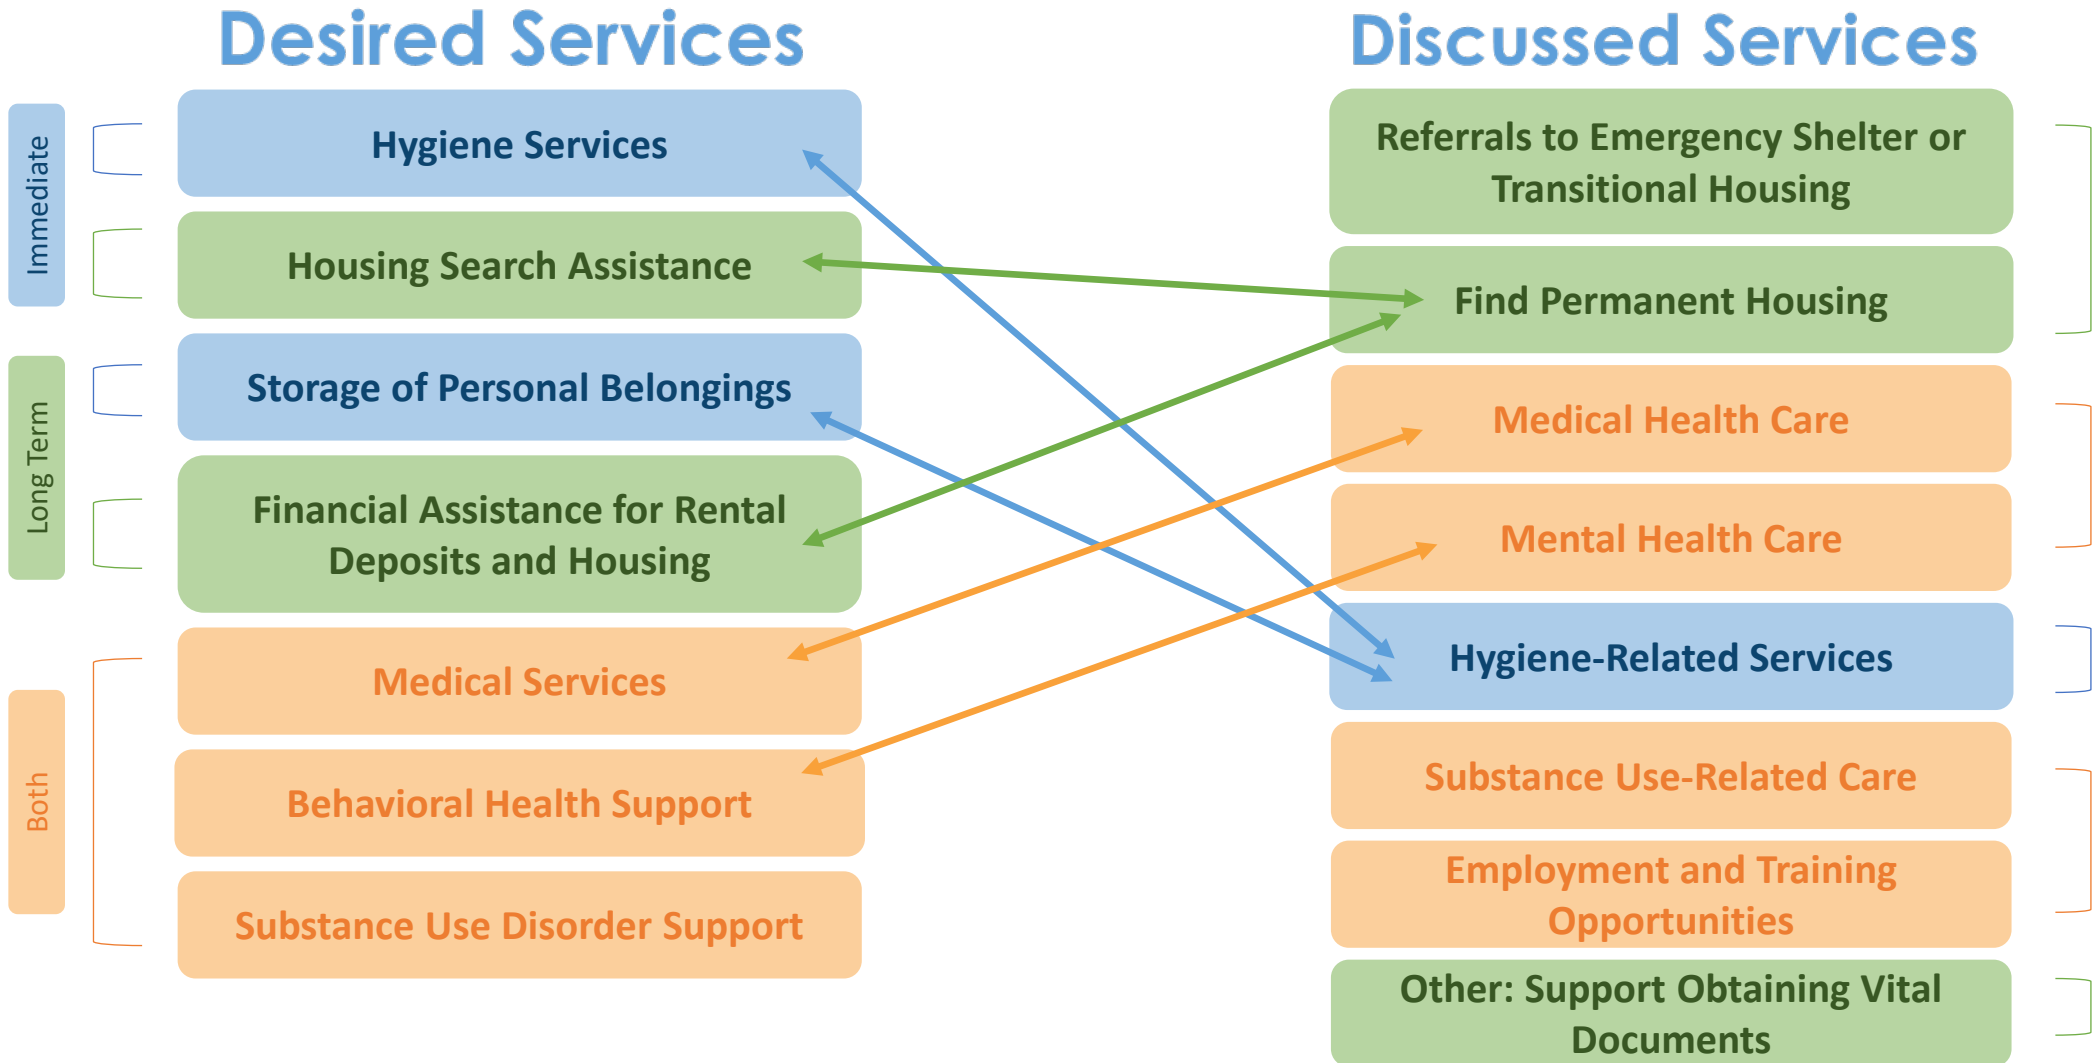 Desired Services
Immediate
Hygiene Services
Housing Search Assistance
Long Term
Storage of Personal Belongings
Financial Assistance for Rental
Deposits and Housing
Both
Medical Services
Behavioral Health Support
Substance Use Disorder Support
Discussed Services
Referrals to Emergency Shelter or
Transitional Housing
Find Permanent Housing
Medical Health Care
Mental Health Care
Hygiene-Related Services
Substance Use-Related Care
Employment and Training
Opportunities
Other: Support Obtaining Vital
Documents